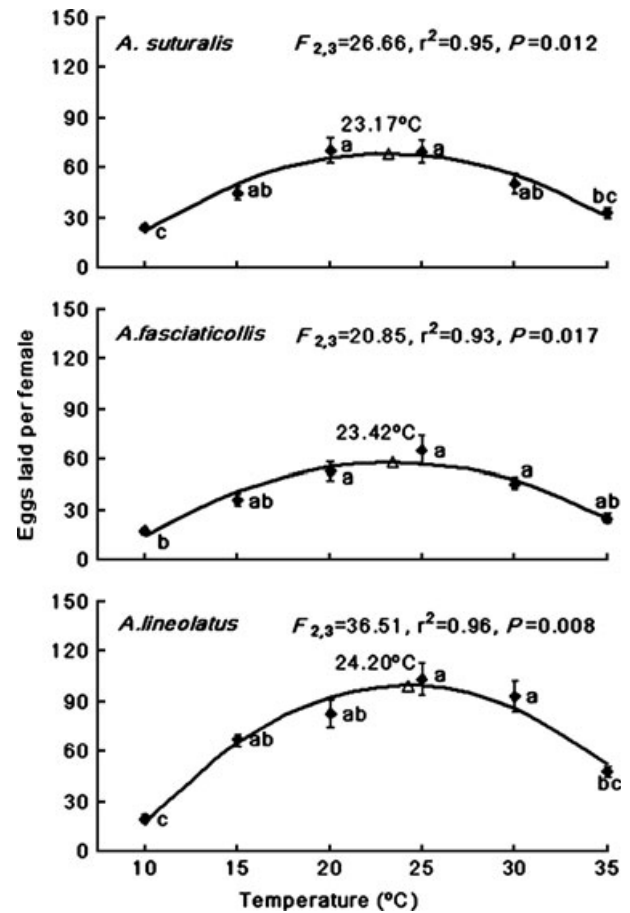 150
A. suturalis F2,3=26.66, r²=0.95, P=0.012
120
90
23.17ºC
a a
60
ab ab
bc
30
c
0
150
A.fasciaticollis F2,3=20.85, r²=0.93, P=0.017
120
90
23.42ºC
a
60
a a
ab ab
30
b
0
Eggs laid per female
150
A.lineolatus F2,3=36.51, r²=0.96, P=0.008
120
24.20ºC
a
90
a
ab ab
60
bc
30
c
0
10 15 20 25 30 35
Temperature (ºC)